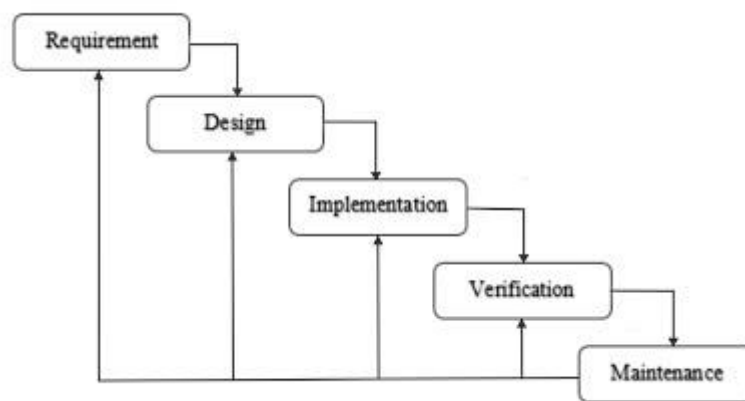 Requirement
Design
Implementation
Verification
Maintenance